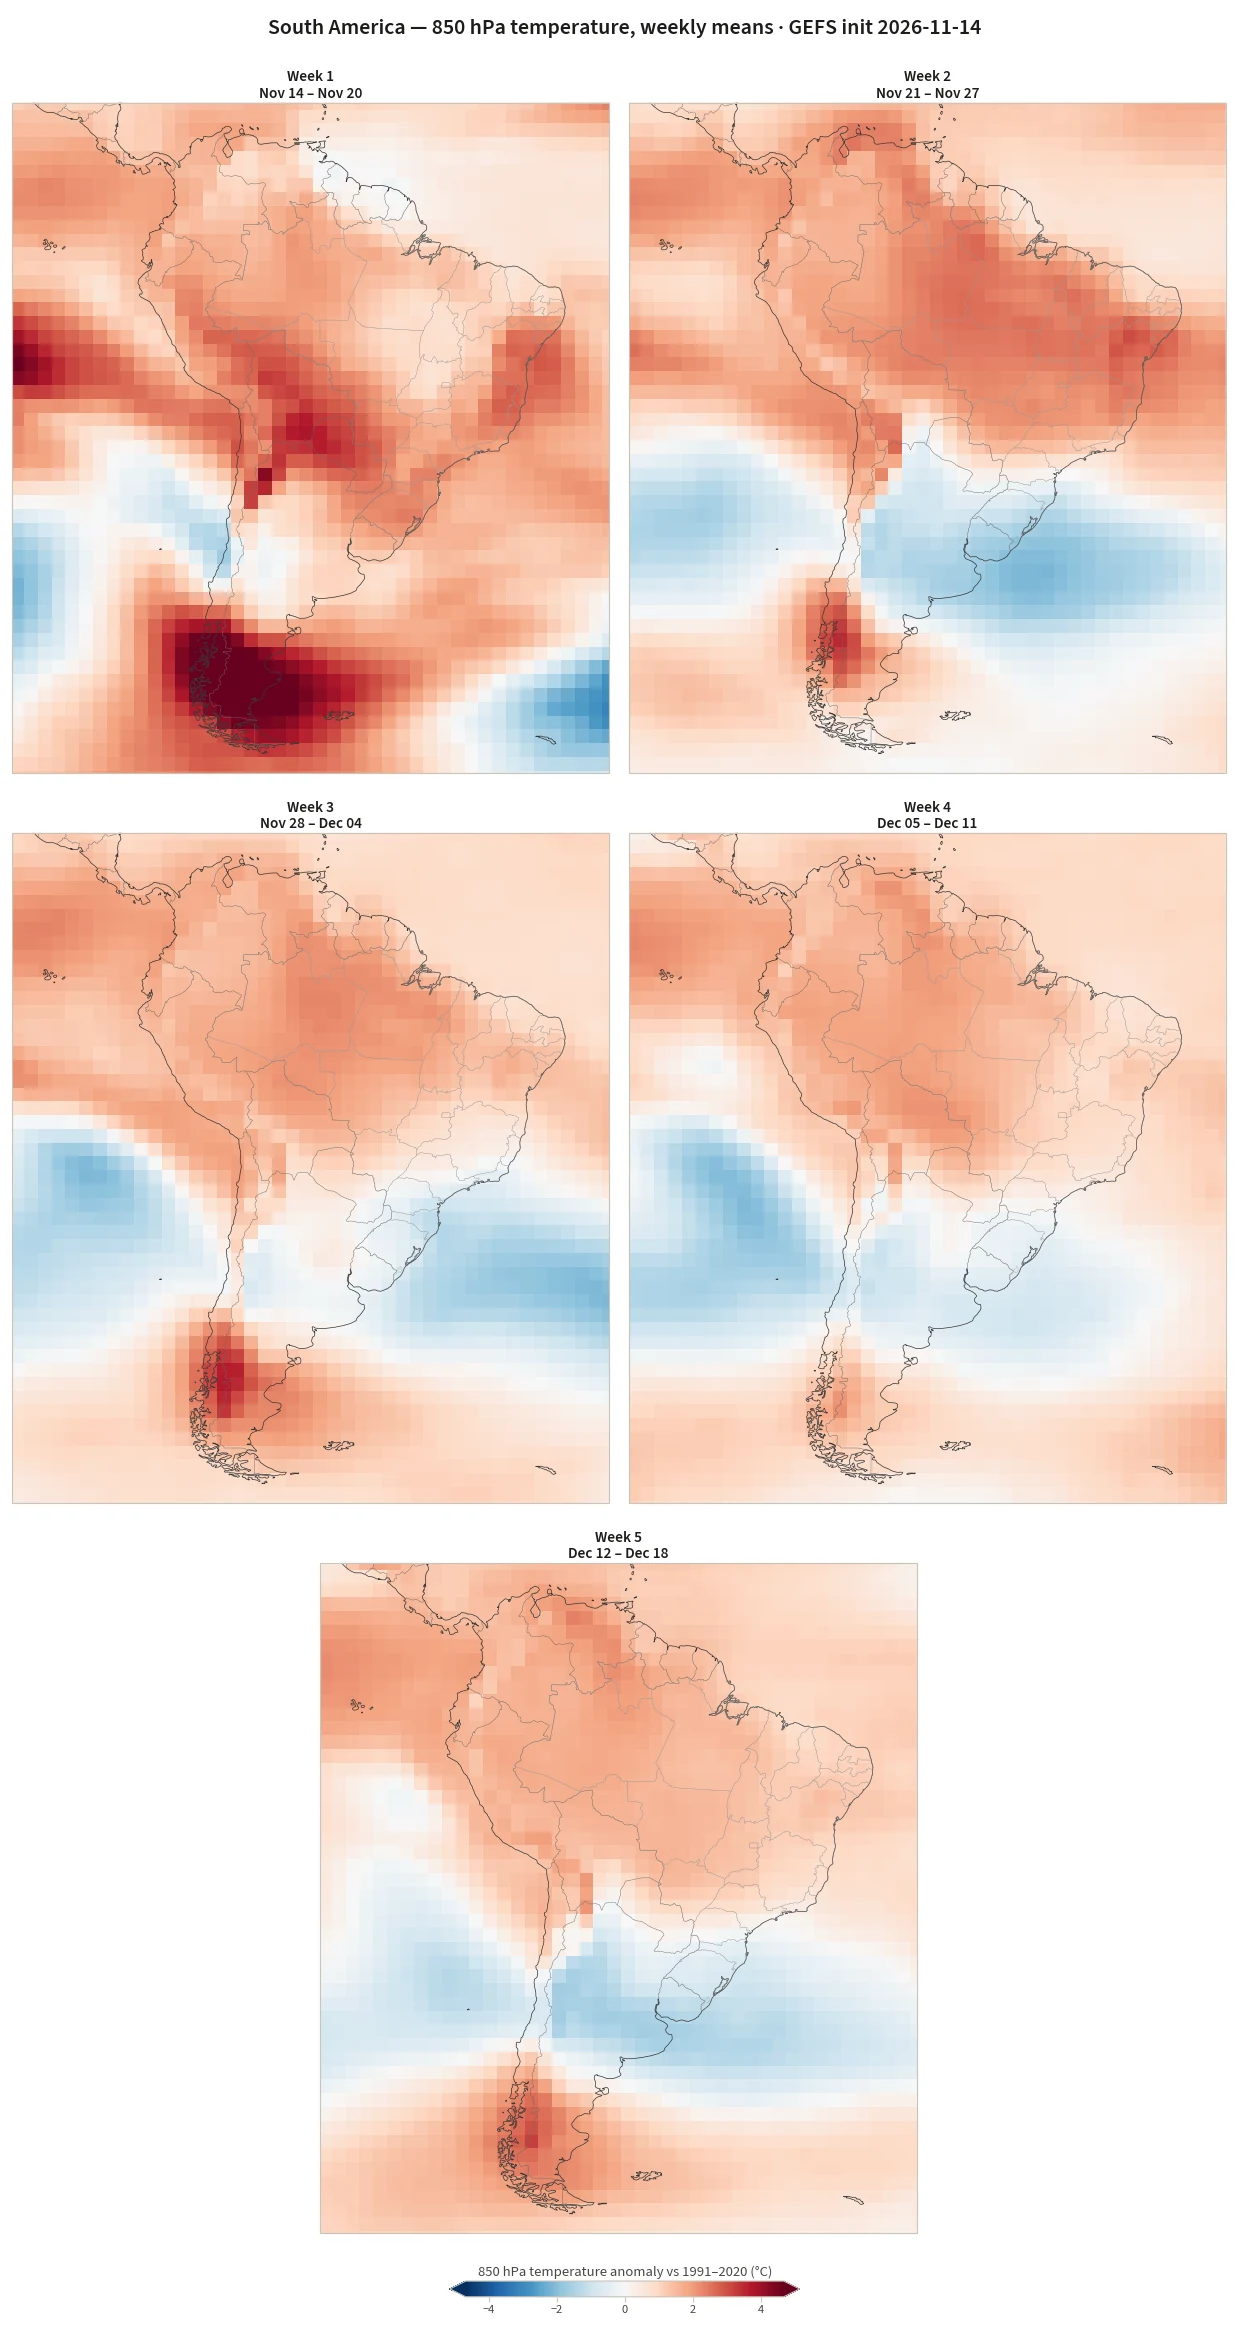 South America — 850 hPa temperature, weekly means · GEFS init 2026-11-14
Week 1
Nov 14 – Nov 20
Week 2
Nov 21 – Nov 27
Week 3
Nov 28 – Dec 04
Week 4
Dec 05 – Dec 11
Week 5
Dec 12 – Dec 18
850 hPa temperature anomaly vs 1991–2020 (°C)
−4 −2 0 2 4